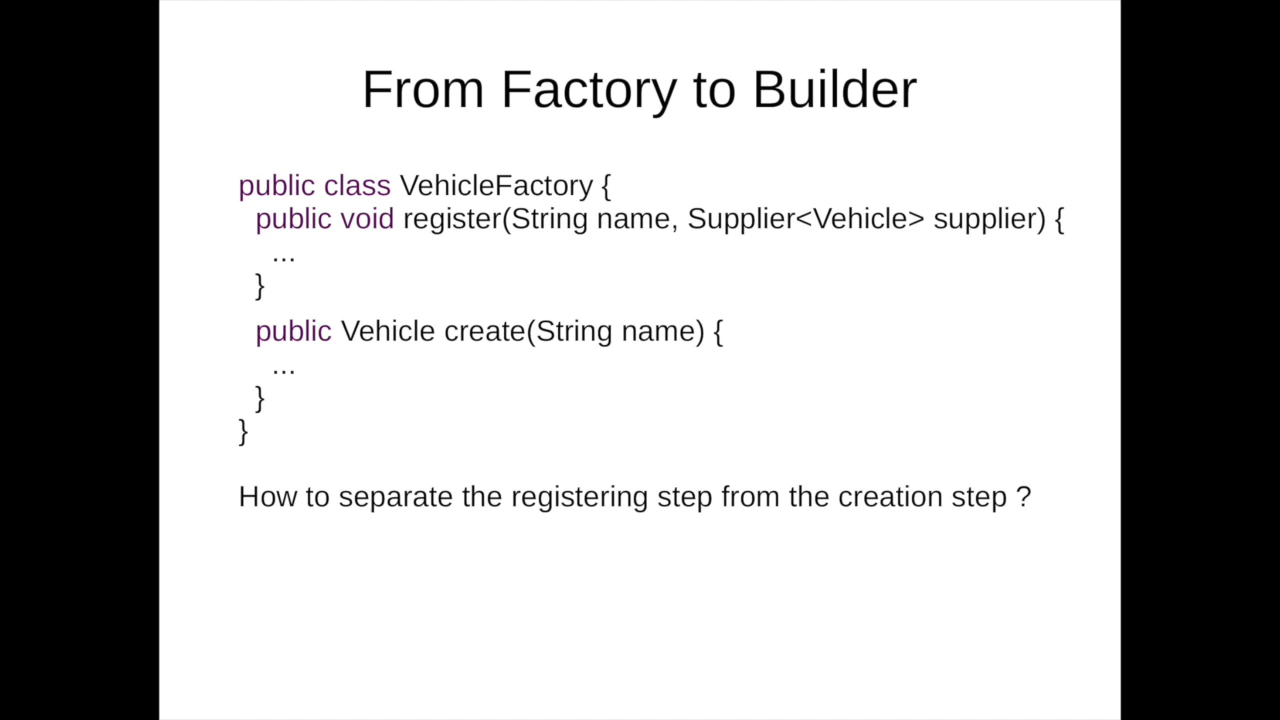 From Factory to Builder
public class VehicleFactory {
public void register(String name, Supplier<Vehicle> supplier) {
...
}
public Vehicle create(String name) {
...
}
}
How to separate the registering step from the creation step ?